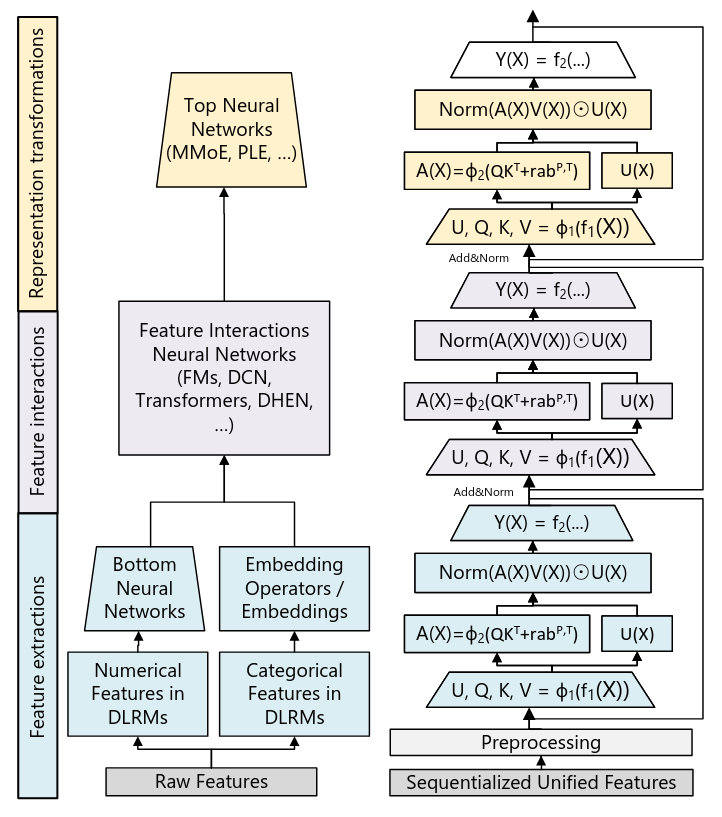 Representation transformations
Feature interactions
Feature extractions
Top Neural
Networks
(MMoE, PLE, ...)
Feature Interactions
Neural Networks
(FMs, DCN,
Transformers, DHEN,
...)
Bottom
Neural
Networks
Embedding
Operators /
Embeddings
Numerical
Features in
DLRMs
Categorical
Features in
DLRMs
Raw Features
Y(X) = f₂(...)
Norm(A(X)V(X))⊙U(X)
A(X)=ϕ₂(QKᵀ+rabᴾ,ᵀ)
U(X)
U, Q, K, V = ϕ₁(f₁(X))
Add&Norm
Y(X) = f₂(...)
Norm(A(X)V(X))⊙U(X)
A(X)=ϕ₂(QKᵀ+rabᴾ,ᵀ)
U(X)
U, Q, K, V = ϕ₁(f₁(X))
Add&Norm
Y(X) = f₂(...)
Norm(A(X)V(X))⊙U(X)
A(X)=ϕ₂(QKᵀ+rabᴾ,ᵀ)
U(X)
U, Q, K, V = ϕ₁(f₁(X))
Preprocessing
Sequentialized Unified Features